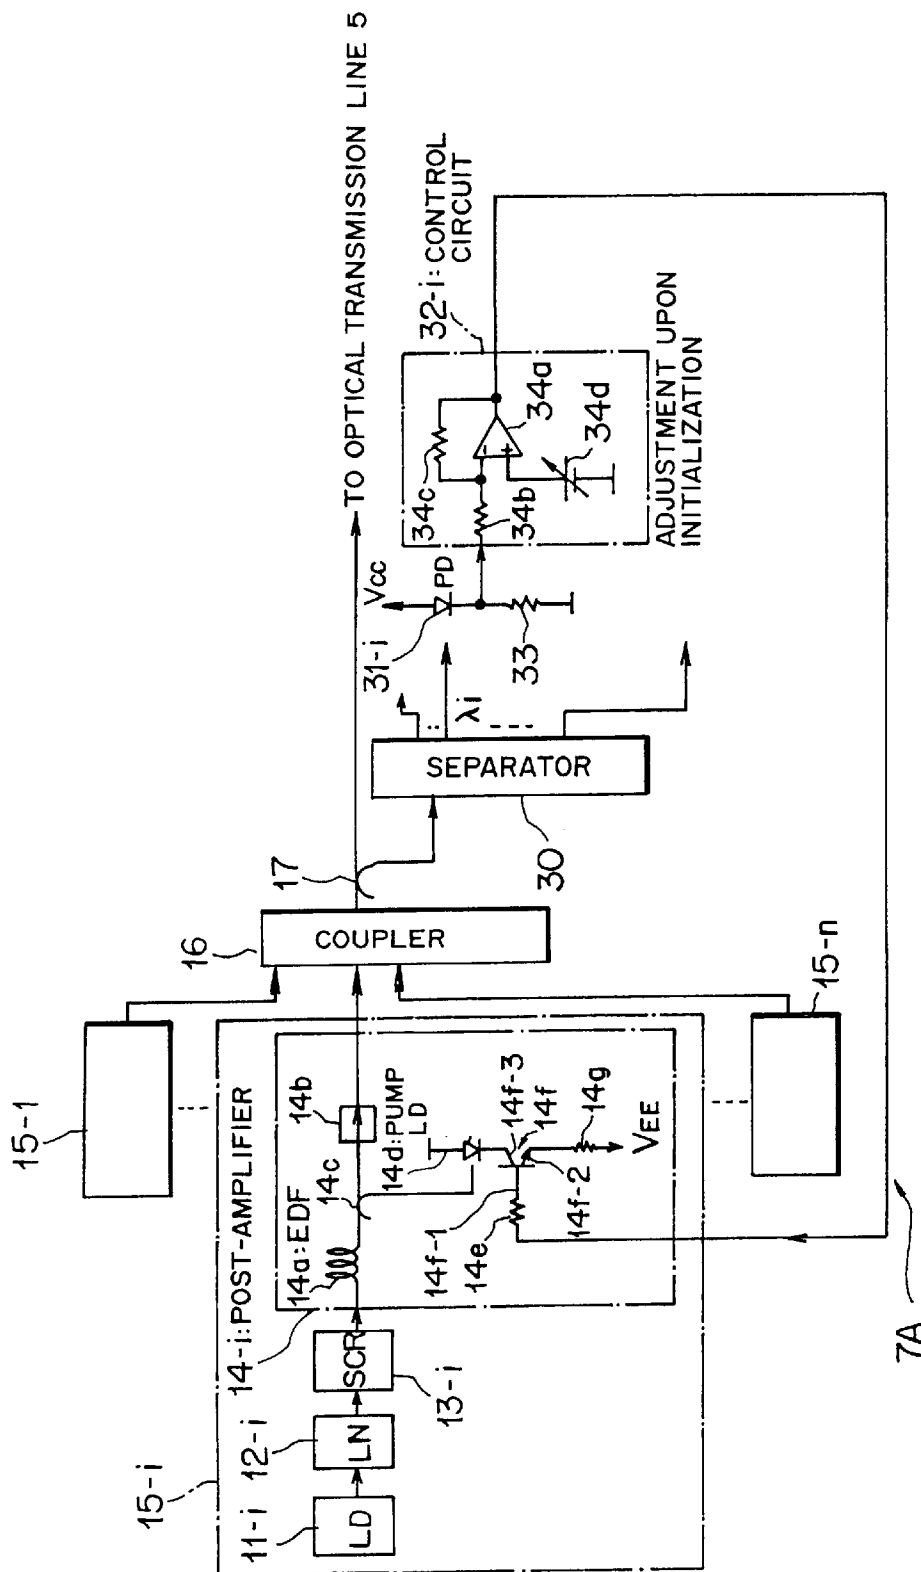 15-i
11-i
12-i
13-i
LD
LN
SCR
14-i:POST-AMPLIFIER
14a:EDF
14b
14c
14d:PUMP
LD
14e
14f-1
14f-2
14f-3
14f
14g
VEE
15-1
15-n
16
COUPLER
17
TO OPTICAL TRANSMISSION LINE 5
SEPARATOR
30
λi
31-i
PD
Vcc
33
32-i:CONTROL
CIRCUIT
34a
34b
34c
34d
-
+
ADJUSTMENT UPON
INITIALIZATION
7A